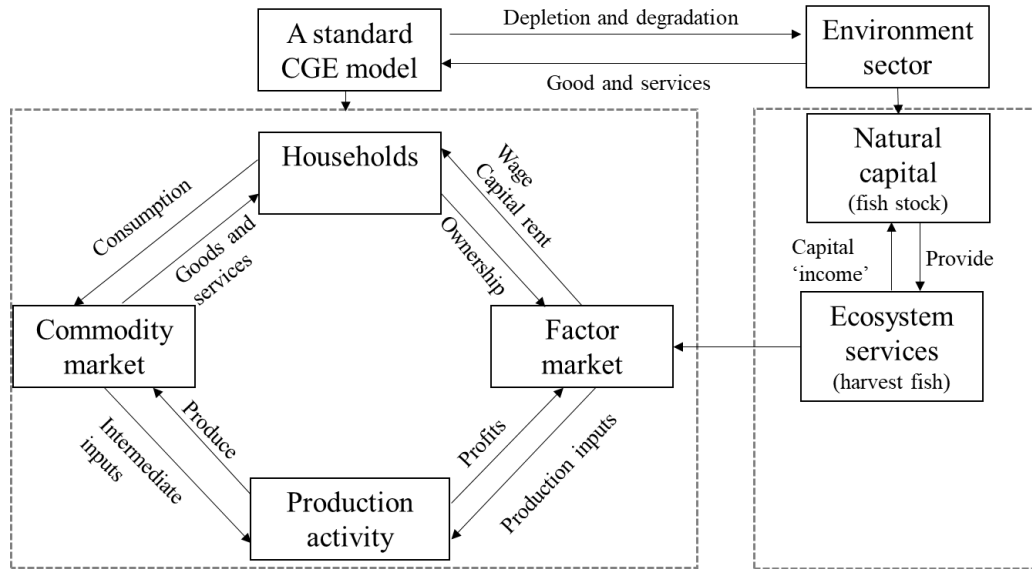 A standard
CGE model
Depletion and degradation
Good and services
Environment
sector
Households
Consumption
Goods and
services
Wage
Capital rent
Ownership
Commodity
market
Factor
market
Intermediate
inputs
Produce
Profits
Production inputs
Production
activity
Natural
capital
(fish stock)
Capital
‘income’
Provide
Ecosystem
services
(harvest fish)